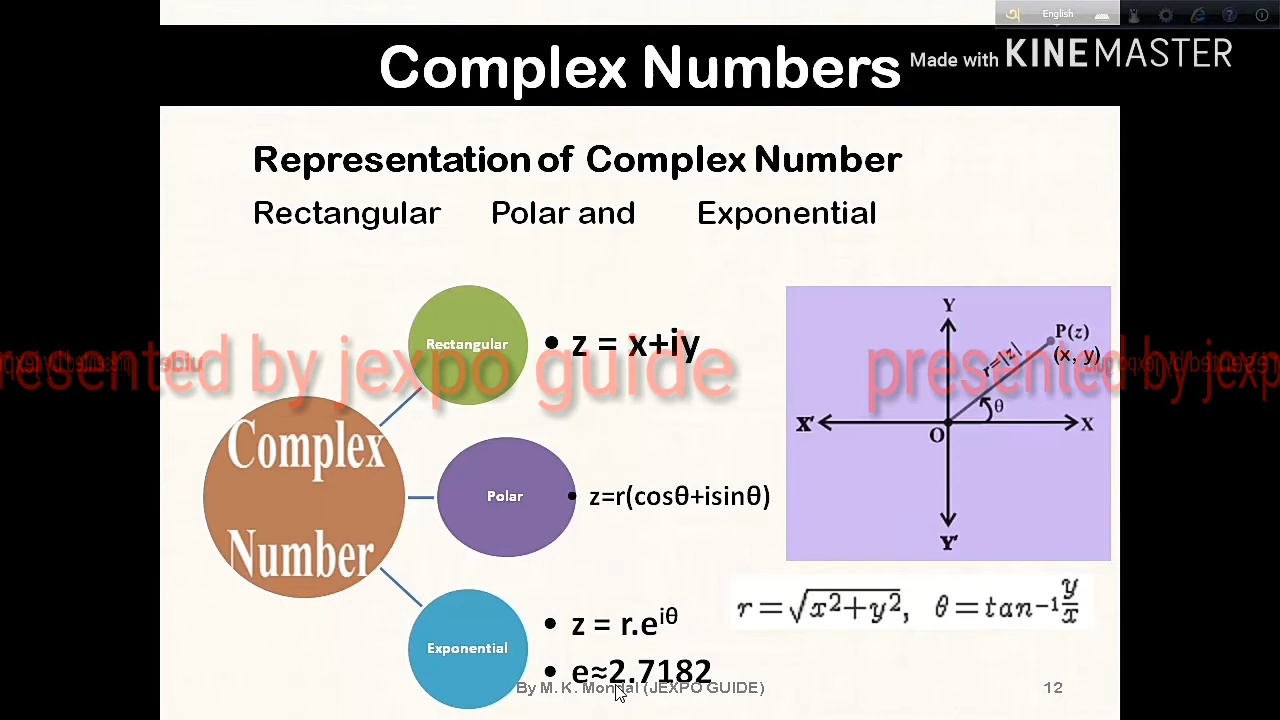 অ English
Complex Numbers
Made with KINEMASTER
Representation of Complex Number
Rectangular Polar and Exponential
Complex
Number
Rectangular
• z = x+iy
Polar
• z=r(cosθ+isinθ)
Exponential
• z = r.e^iθ
• e≈2.7182
Y
P(z)
(x, y)
r=|z|
θ
X'
O
X
Y'
r = √x²+y², θ = tan⁻¹ y/x
esented by jexpo guide
presented by jexpo
By M. K. Mondal (JEXPO GUIDE)
12